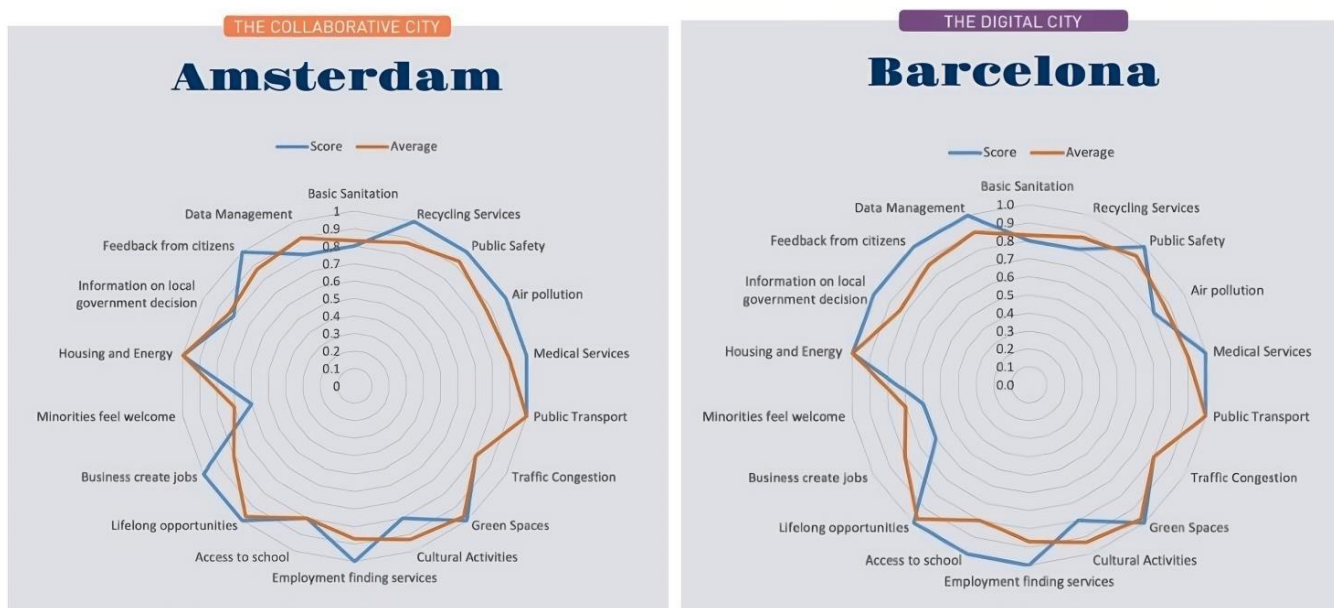 THE COLLABORATIVE CITY
Amsterdam
Score
Average
Basic Sanitation
Recycling Services
Public Safety
Air pollution
Medical Services
Public Transport
Traffic Congestion
Green Spaces
Cultural Activities
Employment finding services
Access to school
Lifelong opportunities
Business create jobs
Minorities feel welcome
Housing and Energy
Information on local
government decision
Feedback from citizens
Data Management
1
0.9
0.8
0.7
0.6
0.5
0.4
0.3
0.2
0.1
0
THE DIGITAL CITY
Barcelona
Score
Average
Basic Sanitation
Recycling Services
Public Safety
Air pollution
Medical Services
Public Transport
Traffic Congestion
Green Spaces
Cultural Activities
Employment finding services
Access to school
Lifelong opportunities
Business create jobs
Minorities feel welcome
Housing and Energy
Information on local
government decision
Feedback from citizens
Data Management
1.0
0.9
0.8
0.7
0.6
0.5
0.4
0.3
0.2
0.1
0.0